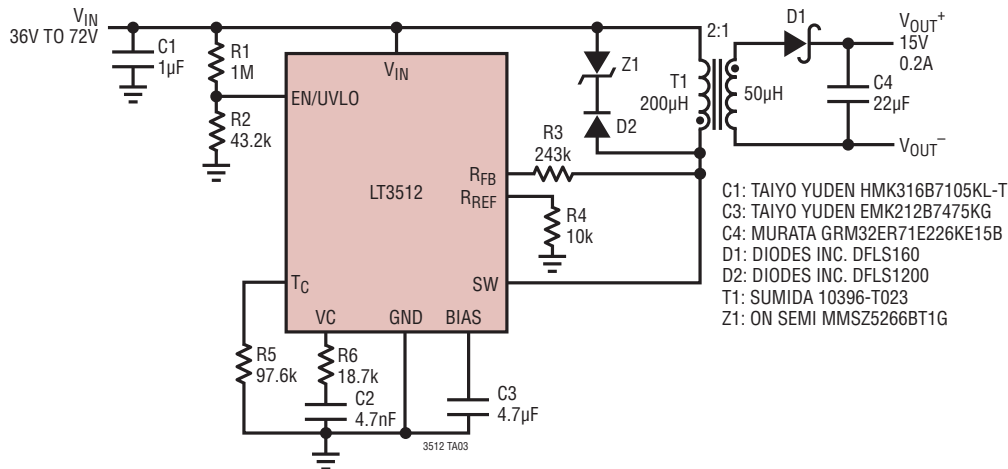 VIN
36V TO 72V
C1
1µF
R1
1M
R2
43.2k
VIN
EN/UVLO
LT3512
RFB
RREF
TC
SW
VC
GND
BIAS
Z1
D2
R3
243k
R4
10k
T1
200µH
2:1
50µH
D1
C4
22µF
VOUT+
15V
0.2A
VOUT–
R5
97.6k
R6
18.7k
C2
4.7nF
C3
4.7µF
3512 TA03
C1: TAIYO YUDEN HMK316B7105KL-T
C3: TAIYO YUDEN EMK212B7475KG
C4: MURATA GRM32ER71E226KE15B
D1: DIODES INC. DFLS160
D2: DIODES INC. DFLS1200
T1: SUMIDA 10396-T023
Z1: ON SEMI MMSZ5266BT1G